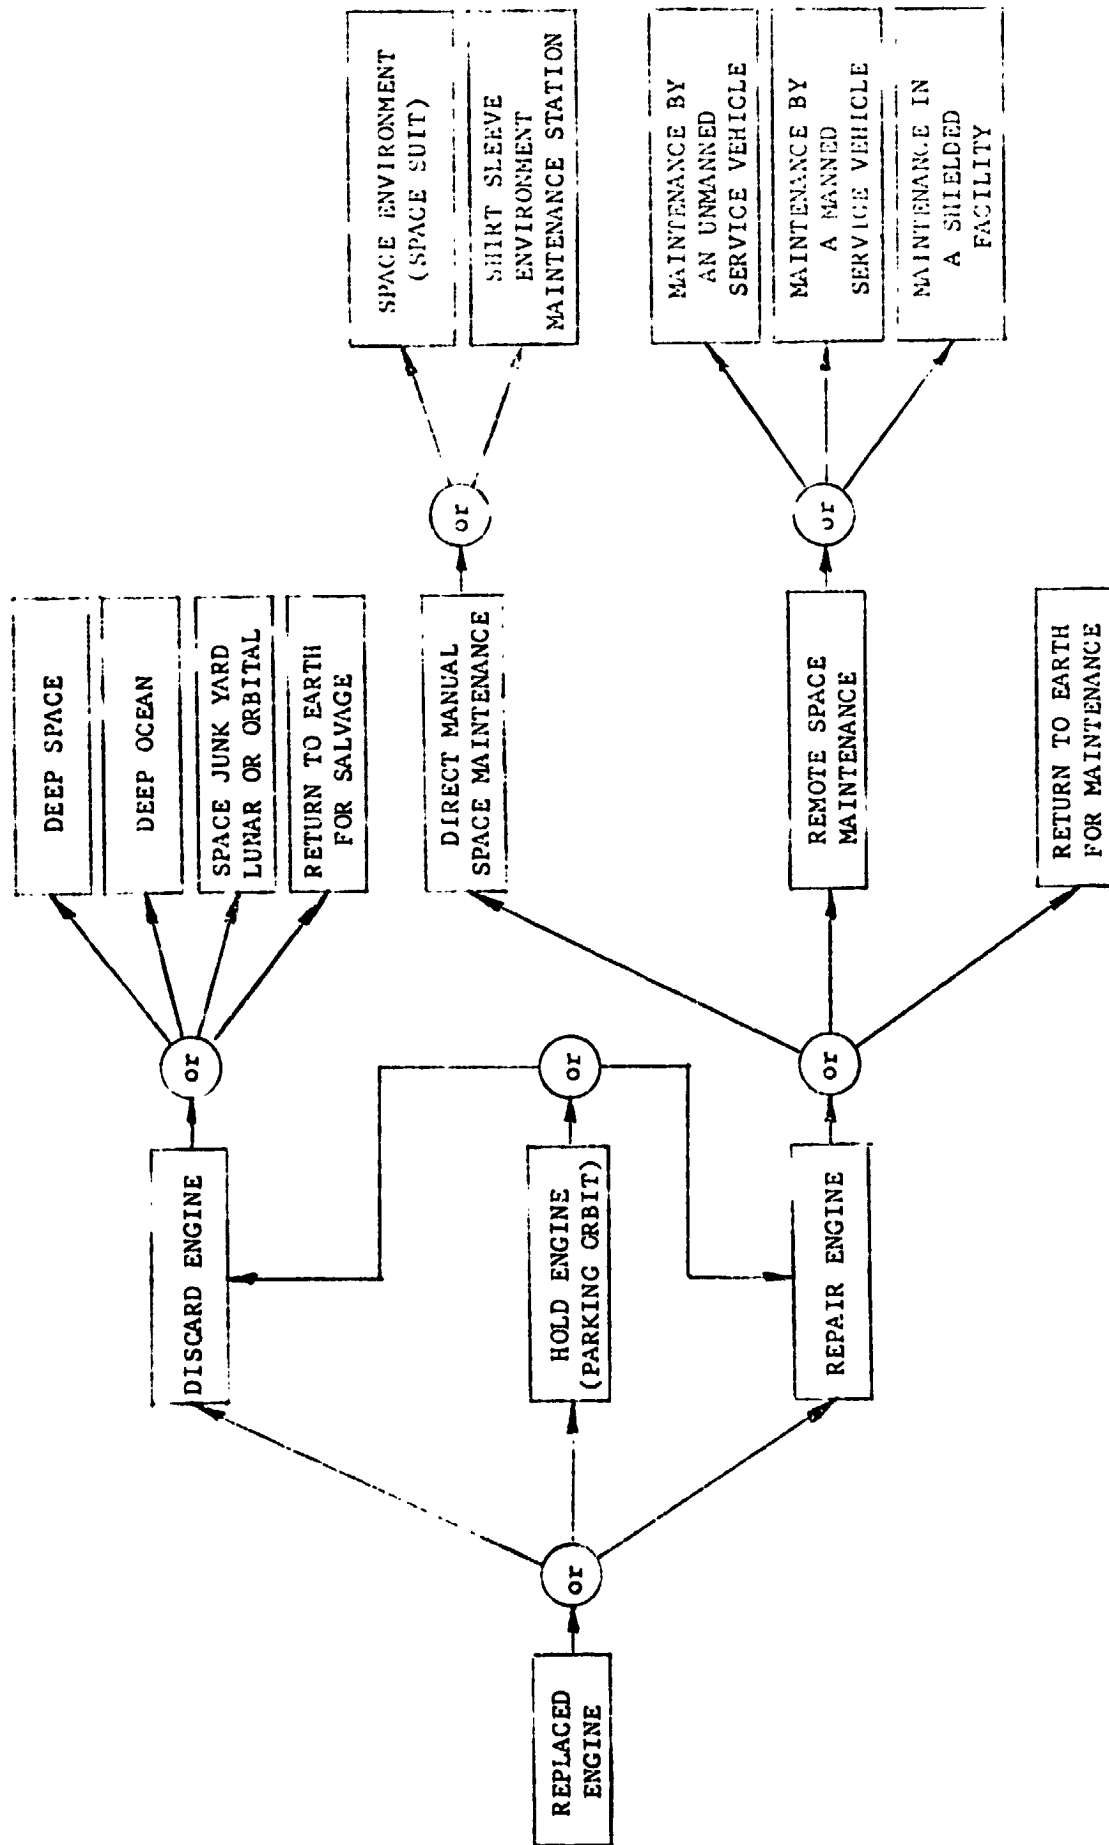 REPLACED
ENGINE
or
DISCARD ENGINE
HOLD ENGINE
(PARKING ORBIT)
REPAIR ENGINE
or
or
or
DEEP SPACE
DEEP OCEAN
SPACE JUNK YARD
LUNAR OR ORBITAL
RETURN TO EARTH
FOR SALVAGE
DIRECT MANUAL
SPACE MAINTENANCE
REMOTE SPACE
MAINTENANCE
RETURN TO EARTH
FOR MAINTENANCE
or
or
SPACE ENVIRONMENT
(SPACE SUIT)
SHIRT SLEEVE
ENVIRONMENT
MAINTENANCE STATION
MAINTENANCE BY
AN UNMANNED
SERVICE VEHICLE
MAINTENANCE BY
A MANNED
SERVICE VEHICLE
MAINTENANCE IN
A SHIELDED
FACILITY